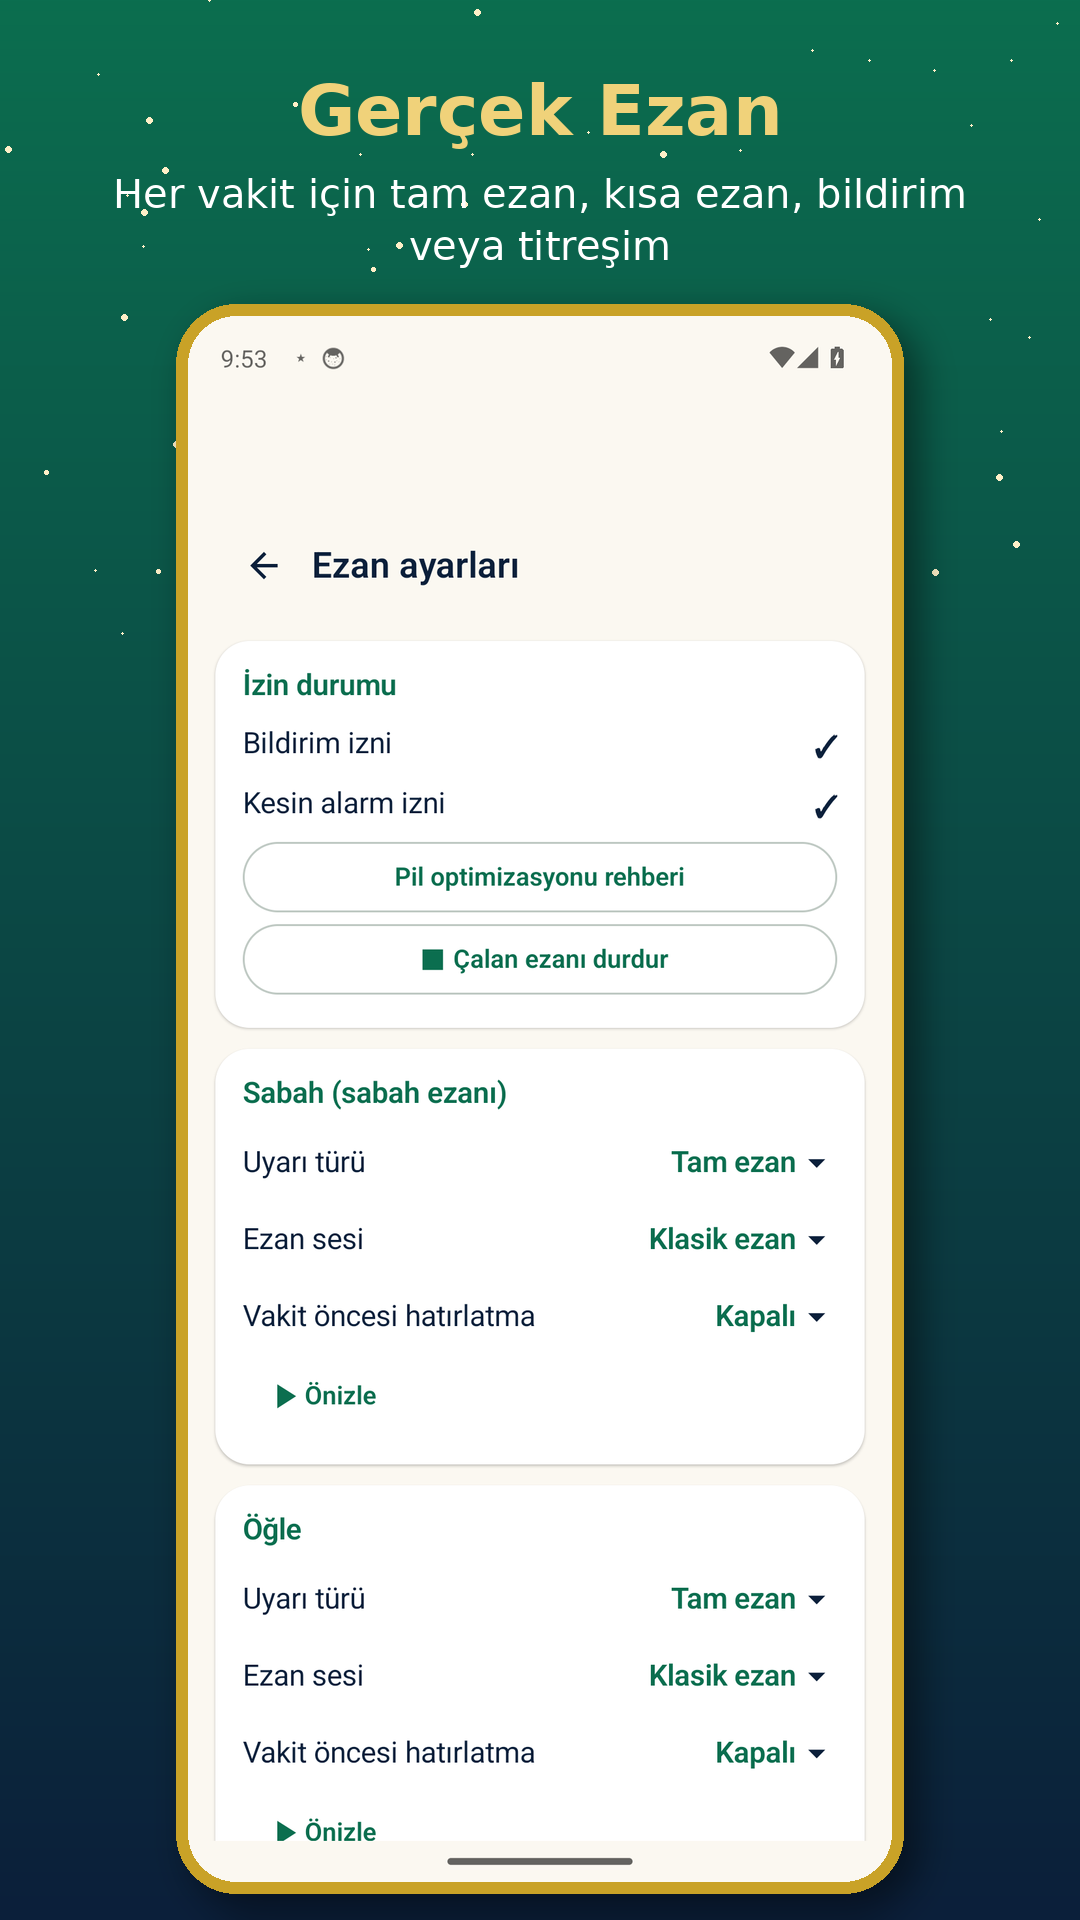 Gerçek Ezan
Her vakit için tam ezan, kısa ezan, bildirim
veya titreşim
9:53
Ezan ayarları
İzin durumu
Bildirim izni ✓
Kesin alarm izni ✓
Pil optimizasyonu rehberi
■ Çalan ezanı durdur
Sabah (sabah ezanı)
Uyarı türü Tam ezan
Ezan sesi Klasik ezan
Vakit öncesi hatırlatma Kapalı
▶ Önizle
Öğle
Uyarı türü Tam ezan
Ezan sesi Klasik ezan
Vakit öncesi hatırlatma Kapalı
▶ Önizle